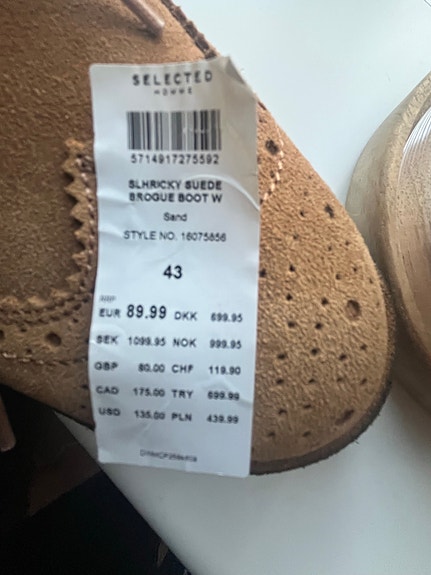 SELECTED
HOMME
5714917275592
SLHRICKY SUEDE
BROGUE BOOT W
Sand
STYLE NO. 16075856
43
RRP
EUR 89.99 DKK 699.95
SEK 1099.95 NOK 999.95
GBP 80.00 CHF 119.90
CAD 175.00 TRY 699.99
USD 135.00 PLN 439.99